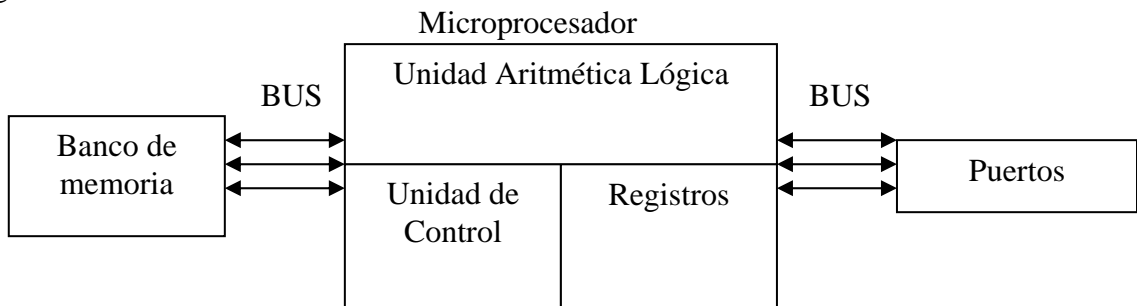 Microprocesador
Unidad Aritmética Lógica
BUS
BUS
Banco de
memoria
Unidad de
Control
Registros
Puertos